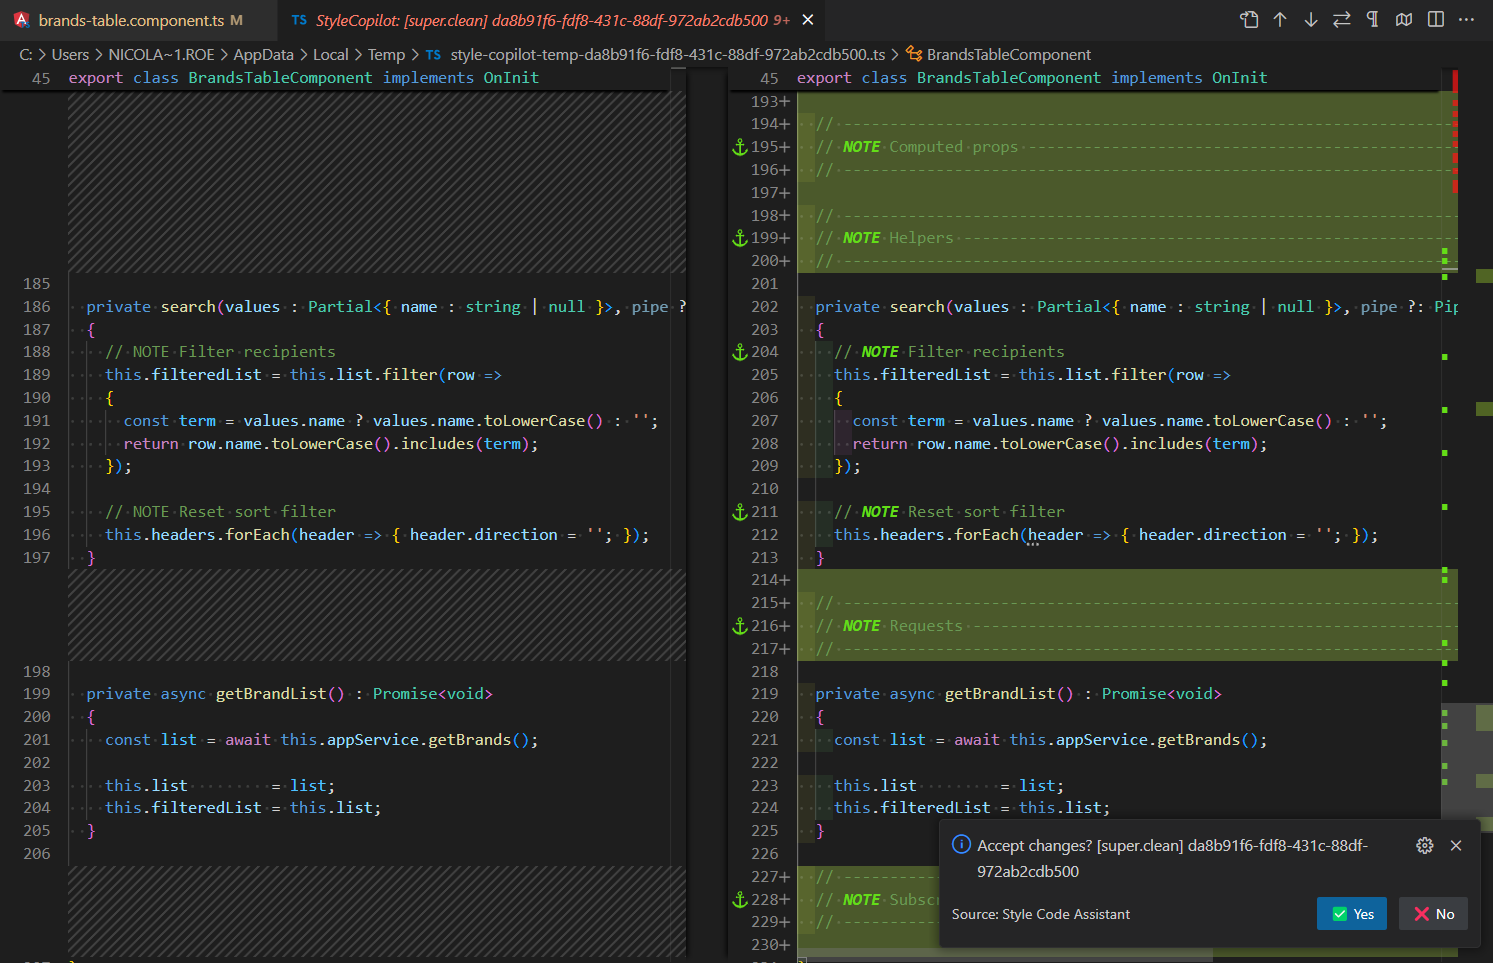 brands-table.component.ts M
TS StyleCopilot: [super.clean] da8b91f6-fdf8-431c-88df-972ab2cdb500 9+
C: > Users > NICOLA~1.ROE > AppData > Local > Temp > TS style-copilot-temp-da8b91f6-fdf8-431c-88df-972ab2cdb500..ts > BrandsTableComponent
45 export class BrandsTableComponent implements OnInit
185
186 private search(values : Partial<{ name : string | null }>, pipe ?
187 {
188 // NOTE Filter recipients
189 this.filteredList = this.list.filter(row =>
190 {
191 const term = values.name ? values.name.toLowerCase() : '';
192 return row.name.toLowerCase().includes(term);
193 });
194
195 // NOTE Reset sort filter
196 this.headers.forEach(header => { header.direction = ''; });
197 }
198
199 private async getBrandList() : Promise<void>
200 {
201 const list = await this.appService.getBrands();
202
203 this.list = list;
204 this.filteredList = this.list;
205 }
206
45 export class BrandsTableComponent implements OnInit
193+
194+ // ------------------------------------------------------------------
195+ // NOTE Computed props ----------------------------------------------
196+ // ------------------------------------------------------------------
197+
198+ // ------------------------------------------------------------------
199+ // NOTE Helpers -----------------------------------------------------
200+ // ------------------------------------------------------------------
201
202 private search(values : Partial<{ name : string | null }>, pipe ?: Pip
203 {
204 // NOTE Filter recipients
205 this.filteredList = this.list.filter(row =>
206 {
207 const term = values.name ? values.name.toLowerCase() : '';
208 return row.name.toLowerCase().includes(term);
209 });
210
211 // NOTE Reset sort filter
212 this.headers.forEach(header => { header.direction = ''; });
213 }
214+
215+ // ------------------------------------------------------------------
216+ // NOTE Requests ----------------------------------------------------
217+ // ------------------------------------------------------------------
218
219 private async getBrandList() : Promise<void>
220 {
221 const list = await this.appService.getBrands();
222
223 this.list = list;
224 this.filteredList = this.list;
225 }
226
227+ // -----------
228+ // NOTE Subsc
229+ // -----------
230+
Accept changes? [super.clean] da8b91f6-fdf8-431c-88df-
972ab2cdb500
Source: Style Code Assistant
Yes
No